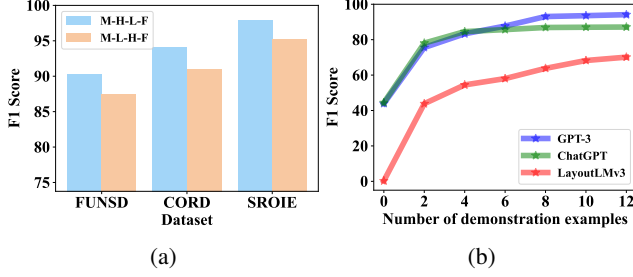 100
95
90
85
80
75
F1 Score
M-H-L-F
M-L-H-F
FUNSD CORD SROIE
Dataset
(a)
100
80
60
40
20
0
F1 Score
GPT-3
ChatGPT
LayoutLMv3
0 2 4 6 8 10 12
Number of demonstration examples
(b)